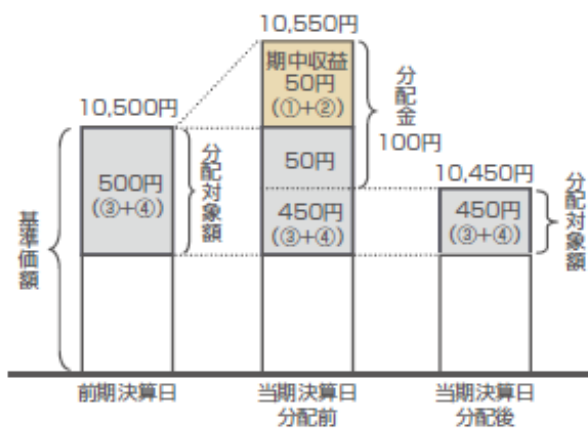 10,550円
期中収益
50円
(①+②)
分配金
10,500円
100円
50円
10,450円
500円
(③+④)
分配対象額
450円
(③+④)
450円
(③+④)
分配対象額
基準価額
前期決算日
当期決算日
分配前
当期決算日
分配後